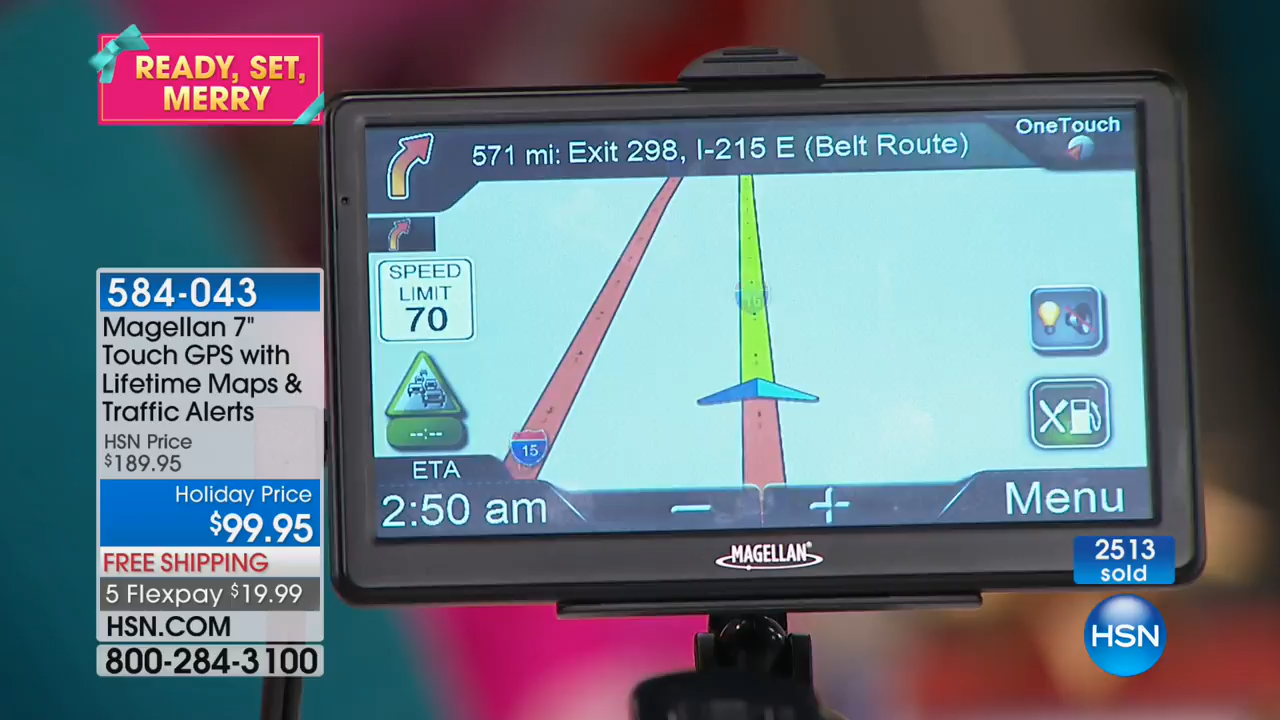 READY, SET,
MERRY
584-043
Magellan 7"
Touch GPS with
Lifetime Maps &
Traffic Alerts
HSN Price
$189.95
Holiday Price
$99.95
FREE SHIPPING
5 Flexpay $19.99
HSN.COM
800-284-3100
571 mi: Exit 298, I-215 E (Belt Route)
OneTouch
SPEED
LIMIT
70
15
15
--:--
ETA
2:50 am
Menu
MAGELLAN®
2513
sold
HSN